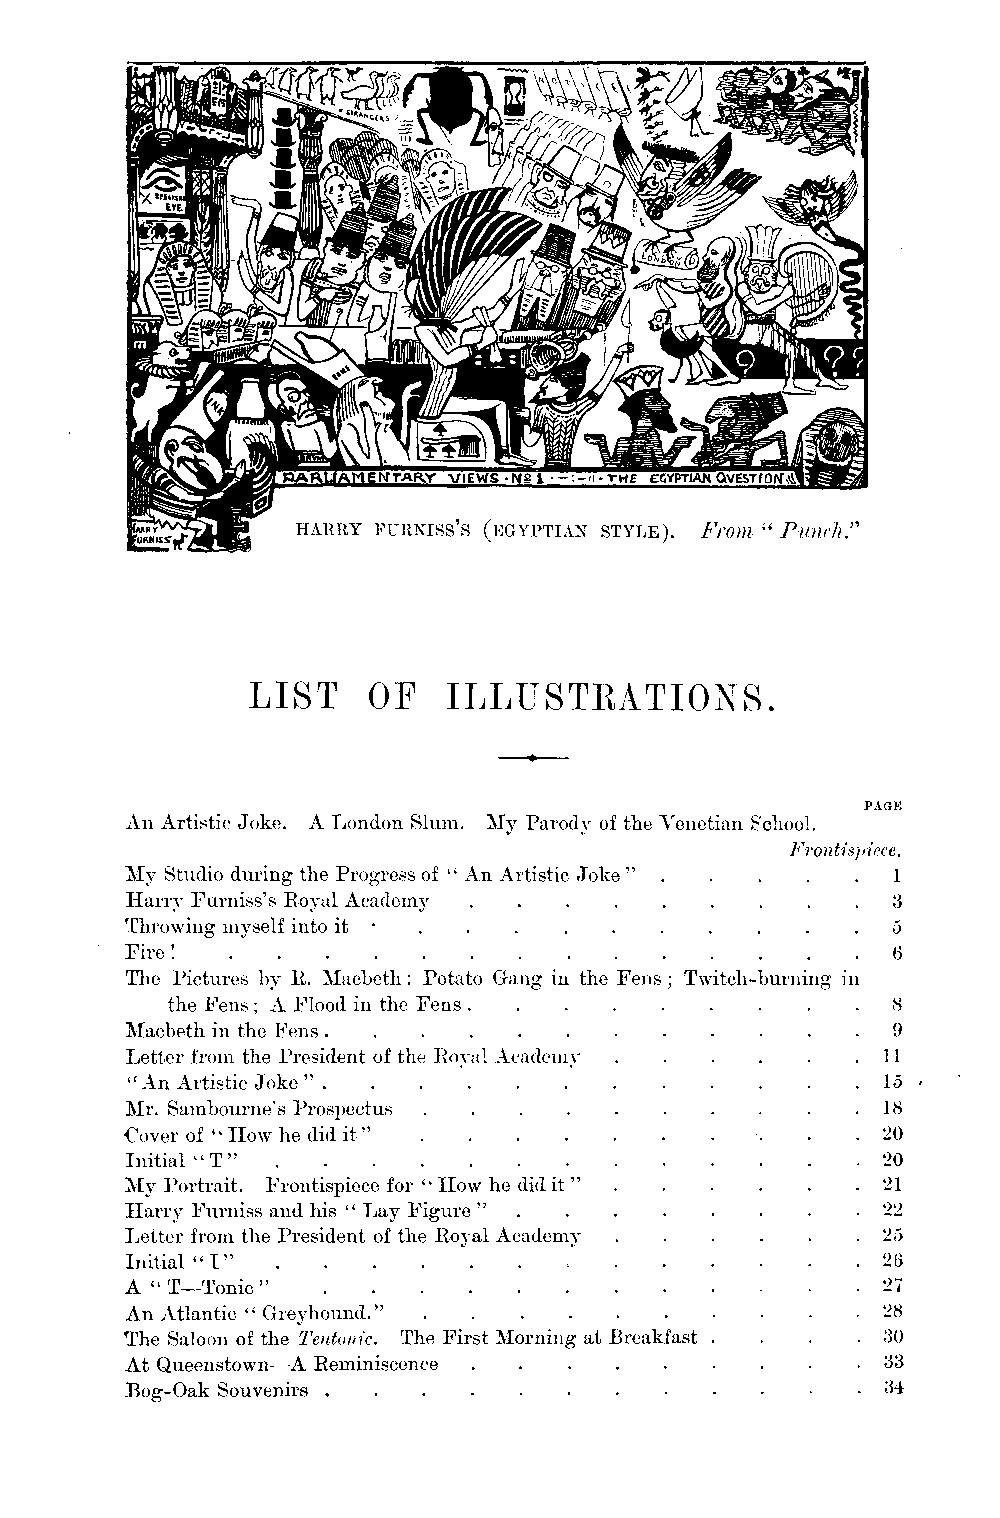 STRANGERS
SPEAKERS
EYE
LONDON
INK
HOME
PARLIAMENTARY VIEWS · No 1 · — : — · THE EGYPTIAN QVESTION
HARRY
FURNISS
HARRY FURNISS'S (EGYPTIAN STYLE). From "Punch."
LIST OF ILLUSTRATIONS.
PAGE
An Artistic Joke. A London Slum. My Parody of the Venetian School.
Frontispiece.
My Studio during the Progress of "An Artistic Joke" . . . . . 1
Harry Furniss's Royal Academy . . . . . . . . . 3
Throwing myself into it . . . . . . . . . . . 5
Fire! . . . . . . . . . . . . . . 6
The Pictures by R. Macbeth: Potato Gang in the Fens; Twitch-burning in
the Fens; A Flood in the Fens . . . . . . . . . 8
Macbeth in the Fens . . . . . . . . . . . . 9
Letter from the President of the Royal Academy . . . . . . 11
"An Artistic Joke" . . . . . . . . . . . . 15
Mr. Sambourne's Prospectus . . . . . . . . . . 18
Cover of "How he did it" . . . . . . . . . . 20
Initial "T" . . . . . . . . . . . . . 20
My Portrait. Frontispiece for "How he did it" . . . . . . 21
Harry Furniss and his "Lay Figure" . . . . . . . . 22
Letter from the President of the Royal Academy . . . . . . 25
Initial "I" . . . . . . . . . . . . . 26
A "T—Tonic" . . . . . . . . . . . . 27
An Atlantic "Greyhound." . . . . . . . . . . 28
The Saloon of the Teutonic. The First Morning at Breakfast . . . . 30
At Queenstown--A Reminiscence . . . . . . . . . 33
Bog-Oak Souvenirs . . . . . . . . . . . . 34